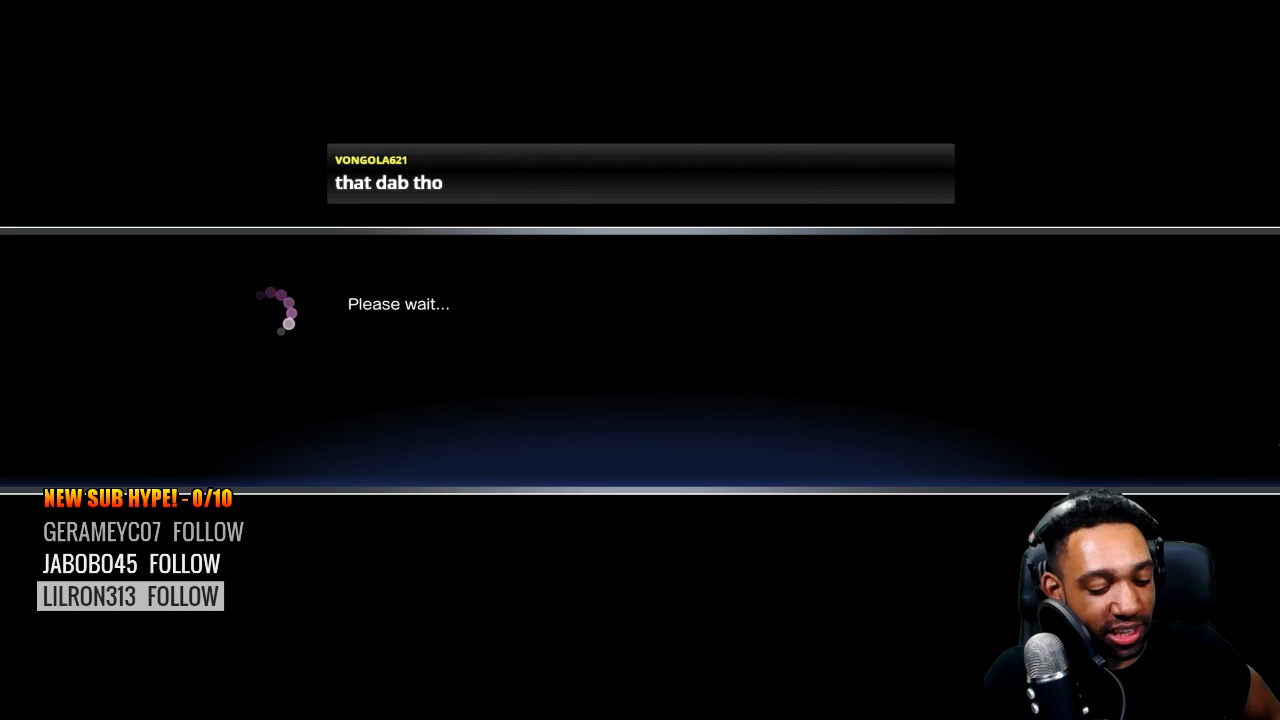 VONGOLA621
that dab tho
Please wait...
NEW SUB HYPE! - 0/10
GERAMEYC07 FOLLOW
JABOBO45 FOLLOW
LILRON313 FOLLOW